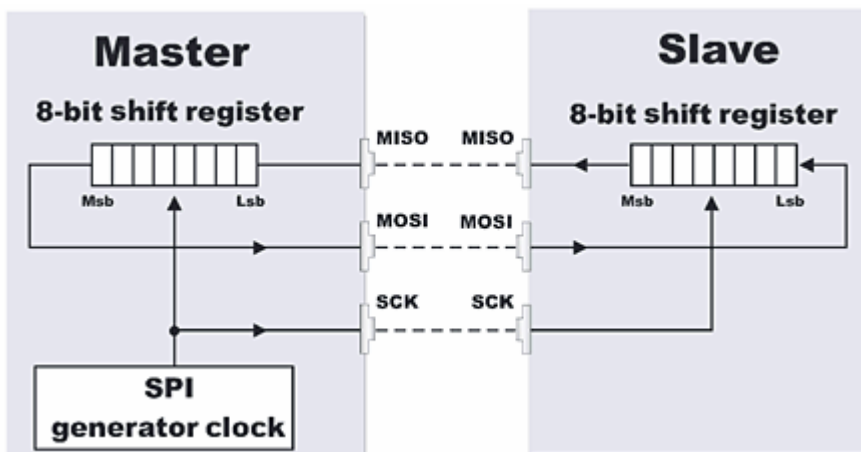 Master
8-bit shift register
Msb
Lsb
MISO
MOSI
SCK
SPI
generator clock
MISO
MOSI
SCK
Slave
8-bit shift register
Msb
Lsb